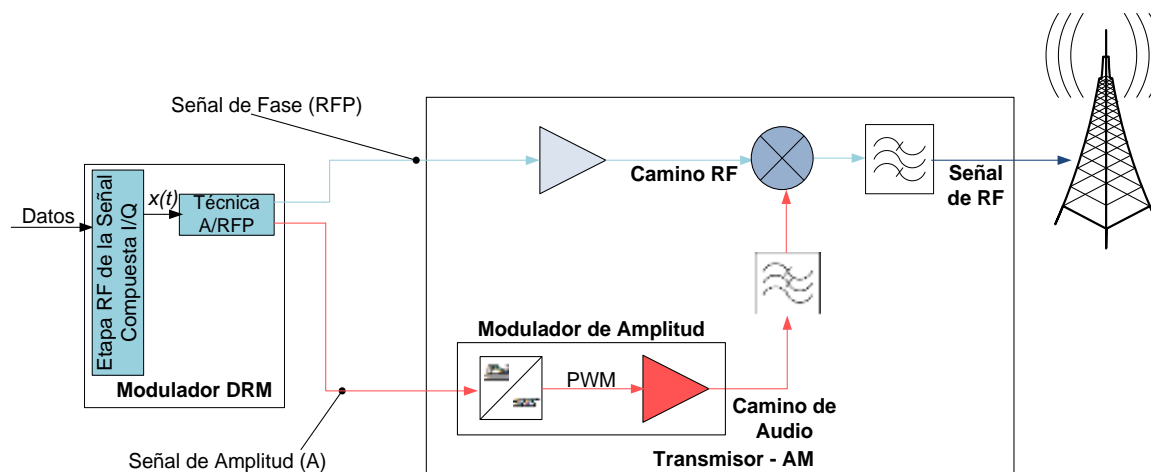 Señal de Fase (RFP)
Datos
Etapa RF de la Señal
Compuesta I/Q
x(t)
Técnica
A/RFP
Modulador DRM
Señal de Amplitud (A)
Camino RF
Señal
de RF
Modulador de Amplitud
PWM
Camino de
Audio
Transmisor - AM